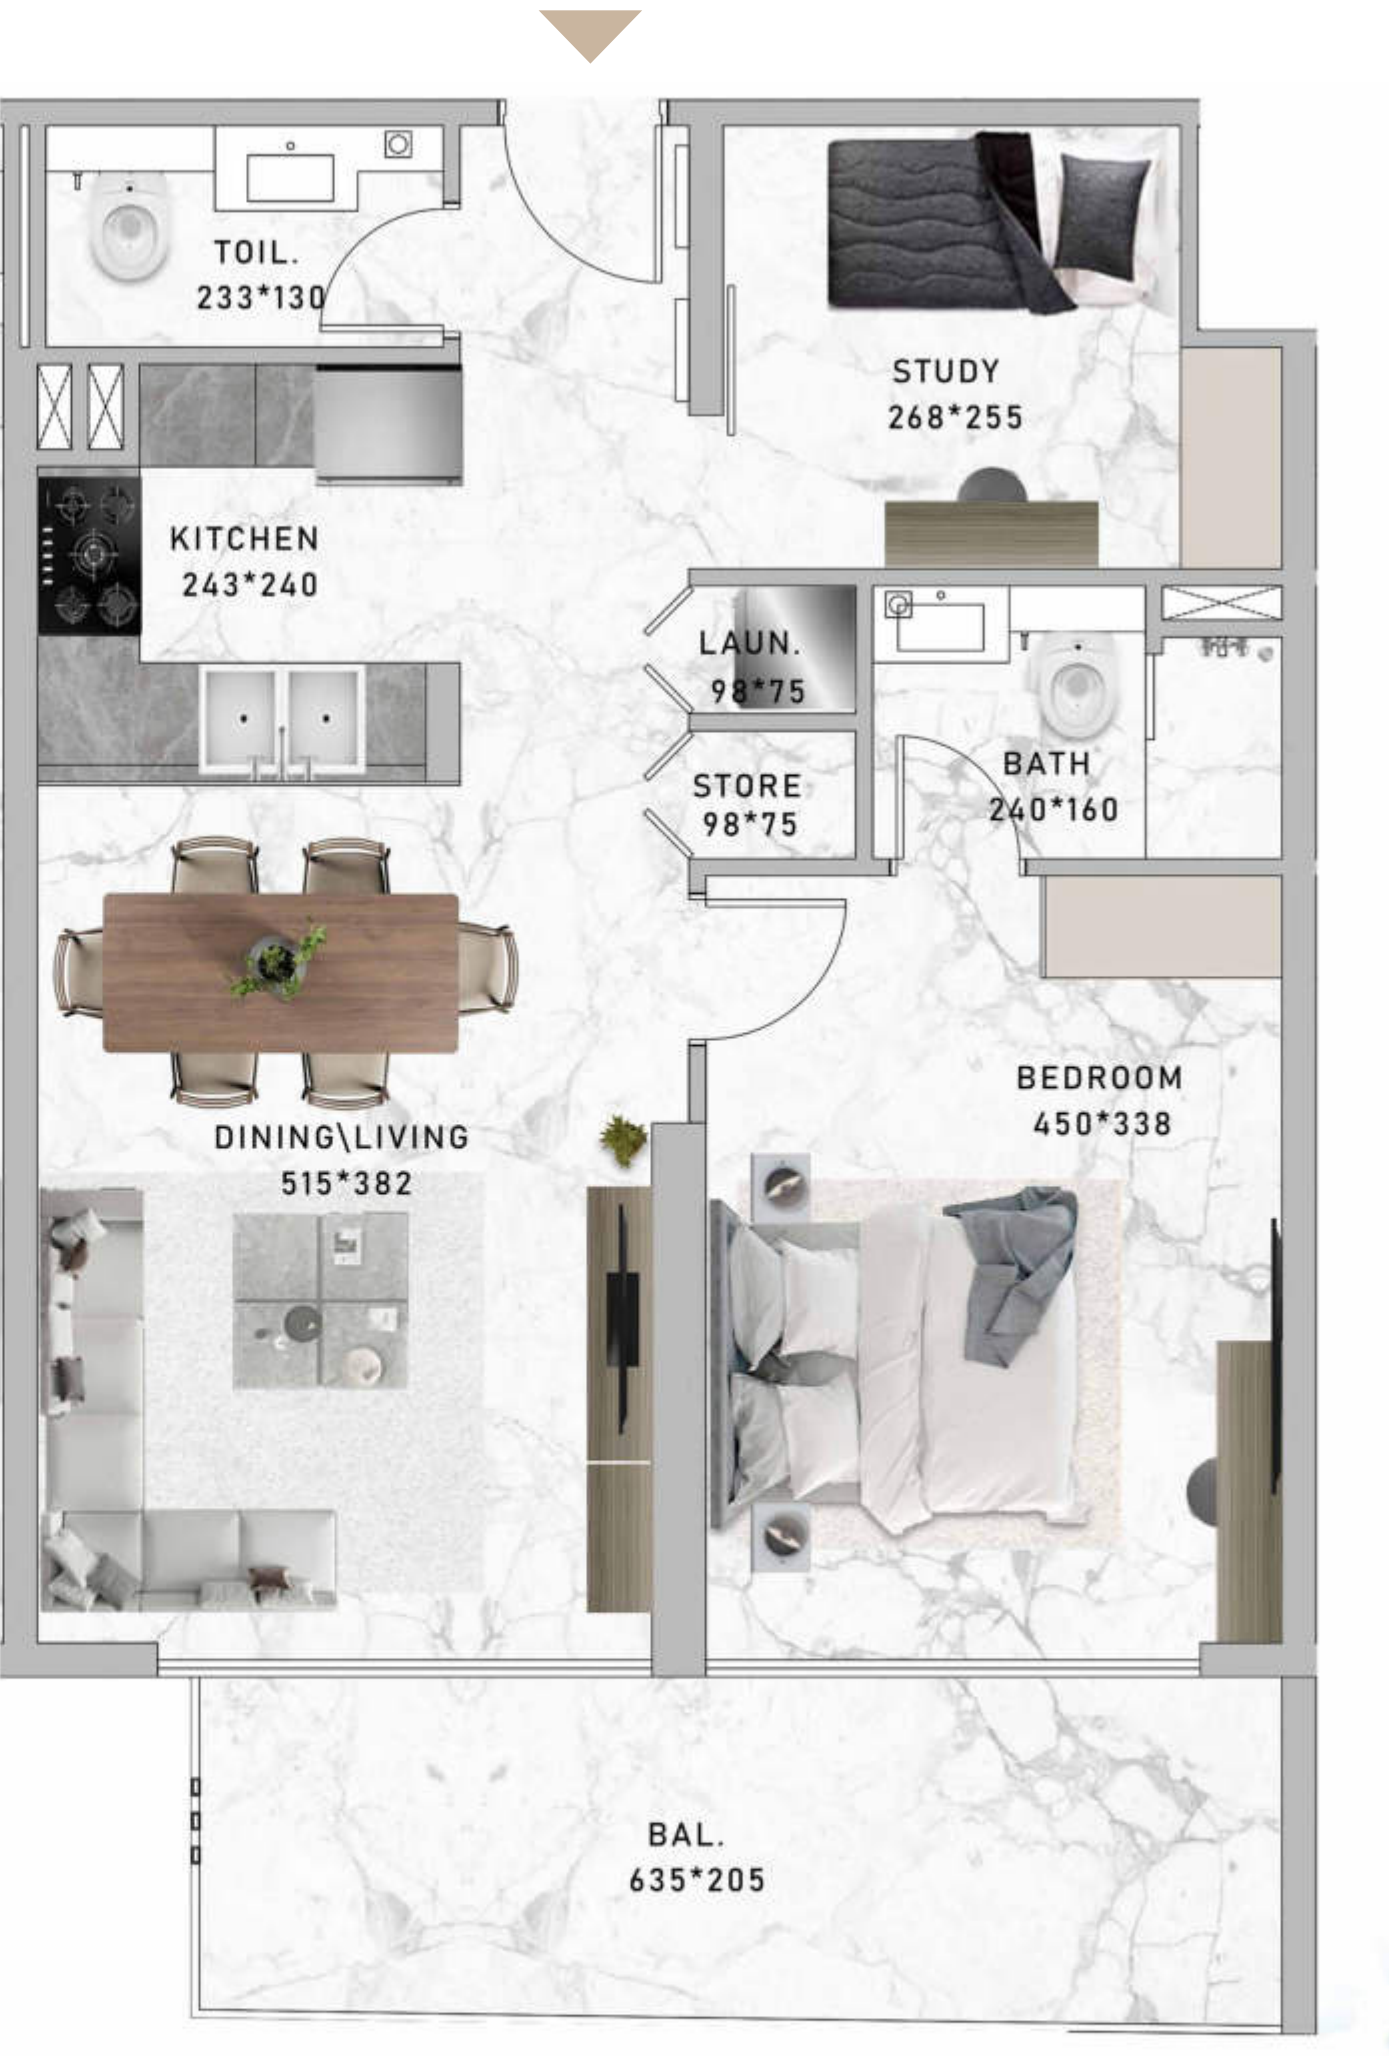 TOIL.
233*130
STUDY
268*255
KITCHEN
243*240
LAUN.
98*75
STORE
98*75
BATH
240*160
BEDROOM
450*338
DINING\LIVING
515*382
BAL.
635*205